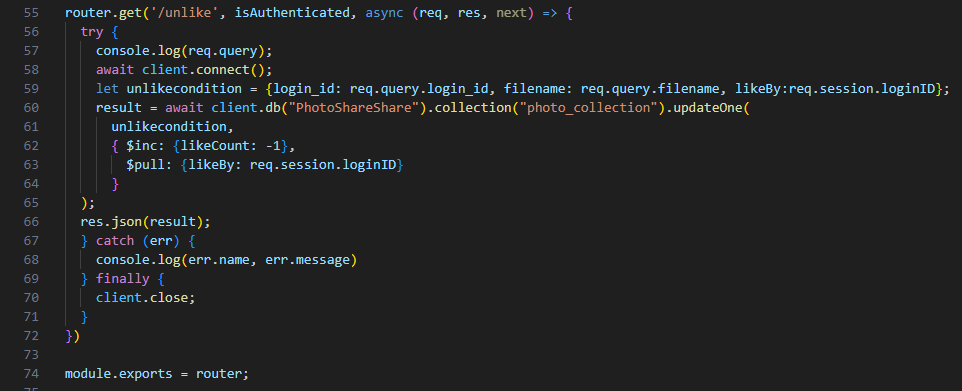 55 router.get('/unlike', isAuthenticated, async (req, res, next) => {
56 try {
57 console.log(req.query);
58 await client.connect();
59 let unlikecondition = {login_id: req.query.login_id, filename: req.query.filename, likeBy:req.session.loginID};
60 result = await client.db("PhotoShareShare").collection("photo_collection").updateOne(
61 unlikecondition,
62 { $inc: {likeCount: -1},
63 $pull: {likeBy: req.session.loginID}
64 }
65 );
66 res.json(result);
67 } catch (err) {
68 console.log(err.name, err.message)
69 } finally {
70 client.close;
71 }
72 })
73
74 module.exports = router;
75